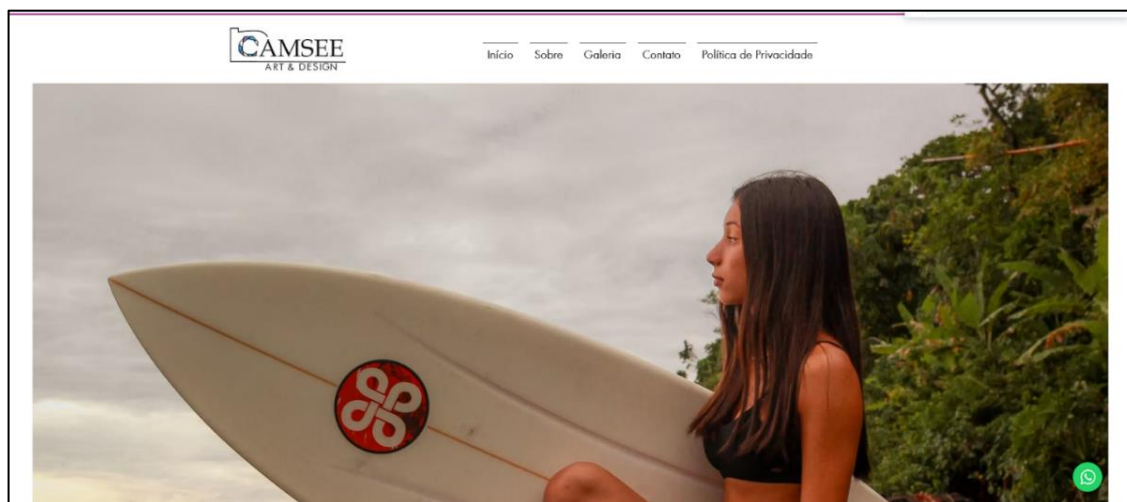 CAMSEE
ART & DESIGN
Início Sobre Galeria Contato Política de Privacidade